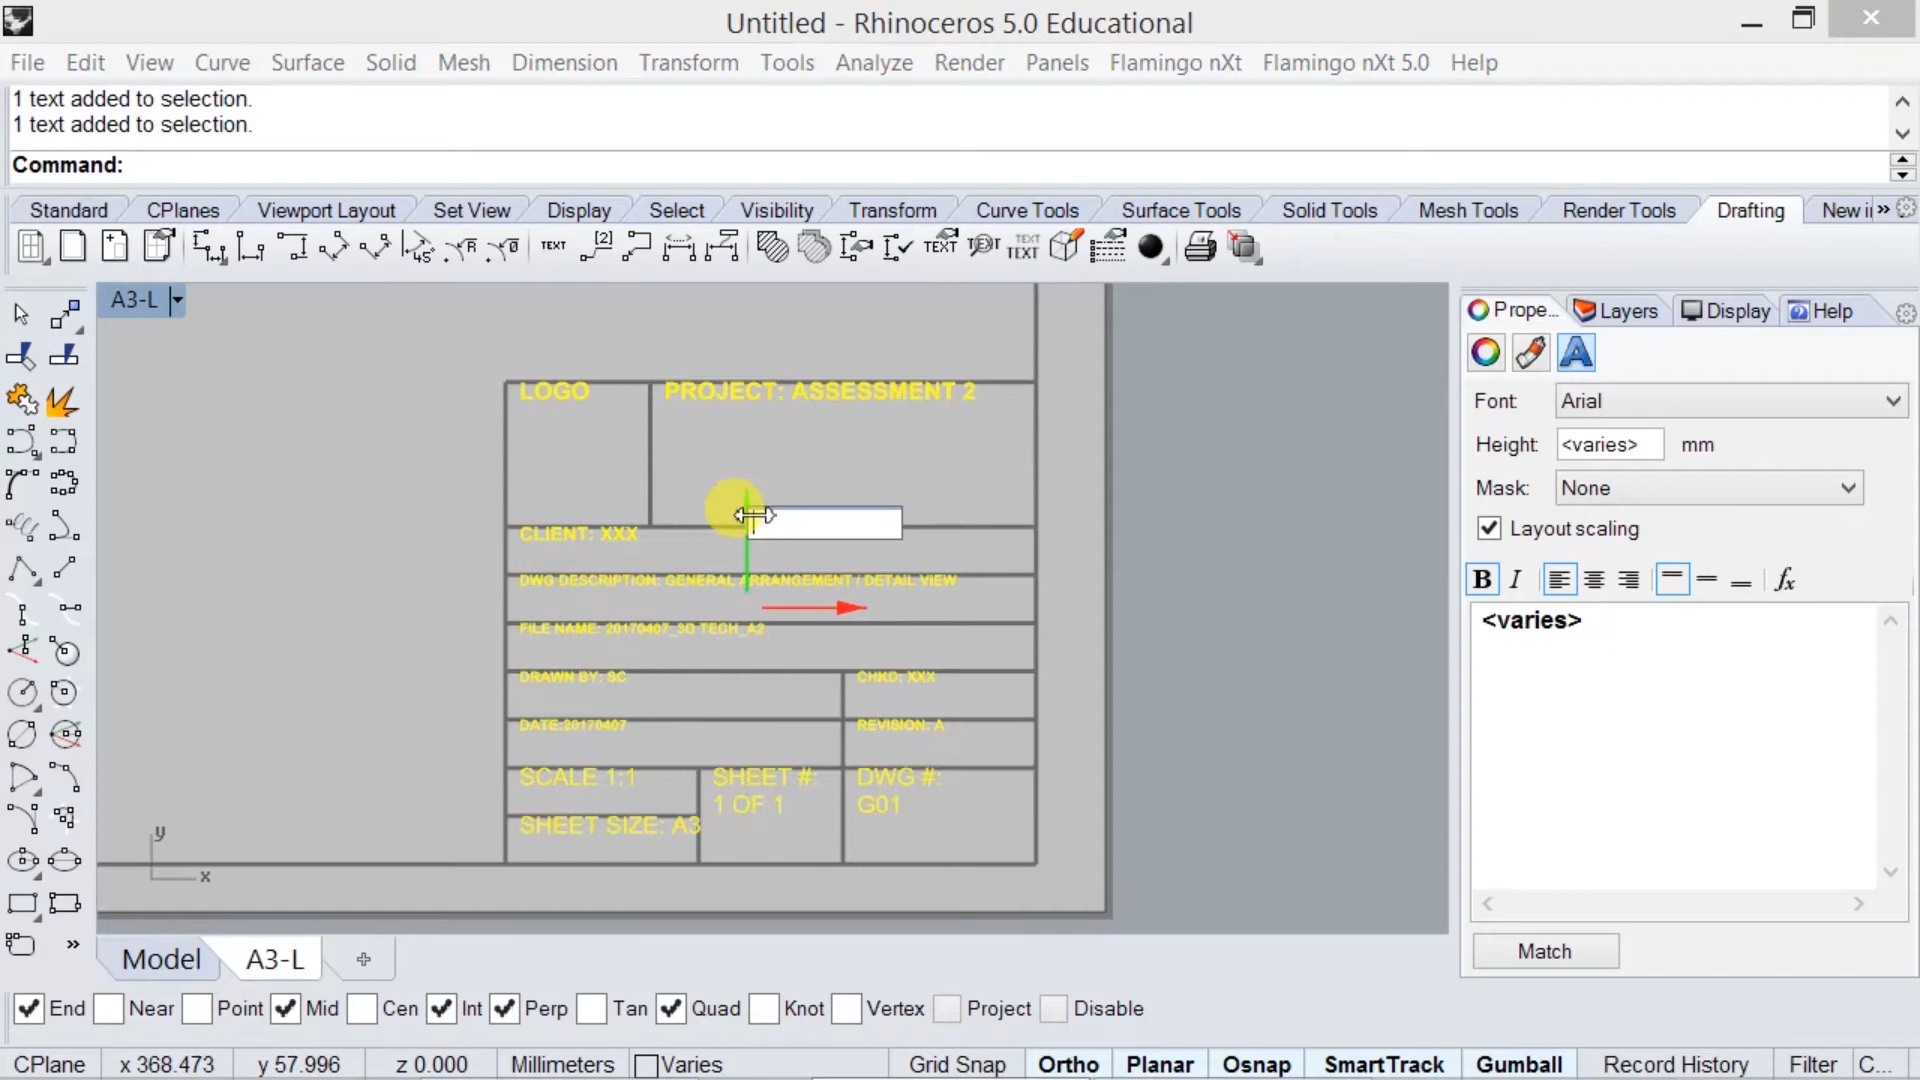 Untitled - Rhinoceros 5.0 Educational
File Edit View Curve Surface Solid Mesh Dimension Transform Tools Analyze Render Panels Flamingo nXt Flamingo nXt 5.0 Help
1 text added to selection.
1 text added to selection.
Command:
Standard CPlanes Viewport Layout Set View Display Select Visibility Transform Curve Tools Surface Tools Solid Tools Mesh Tools Render Tools Drafting New i
A3-L
Prope... Layers Display Help
Font: Arial
Height: <varies> mm
Mask: None
Layout scaling
B I fx
<varies>
Match
LOGO PROJECT: ASSESSMENT 2
CLIENT: XXX
DWG DESCRIPTION: GENERAL ARRANGEMENT / DETAIL VIEW
FILE NAME: 20170407_3D TECH_A2
DRAWN BY: SC CHKD: XXX
DATE:20170407 REVISION: A
SCALE 1:1 SHEET #: DWG #:
1 OF 1 G01
SHEET SIZE: A3
y
x
Model A3-L
End Near Point Mid Cen Int Perp Tan Quad Knot Vertex Project Disable
CPlane x 368.473 y 57.996 z 0.000 Millimeters Varies Grid Snap Ortho Planar Osnap SmartTrack Gumball Record History Filter C...